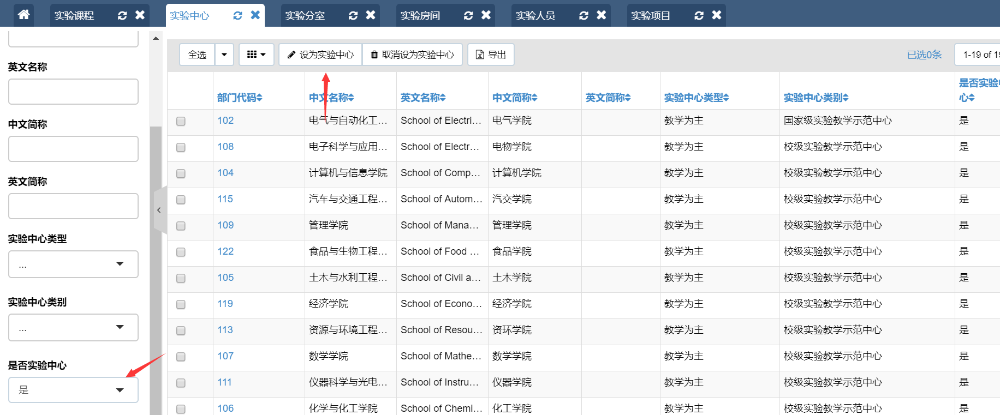 实验课程 实验中心 实验分室 实验房间 实验人员 实验项目
英文名称
中文简称
英文简称
实验中心类型
...
实验中心类别
...
是否实验中心
是
全选 设为实验中心 取消设为实验中心 导出 已选0条 1-19 of 19
部门代码 中文名称 英文名称 中文简称 英文简称 实验中心类型 实验中心类别 是否实验中
心
102 电气与自动化工... School of Electri... 电气学院 教学为主 国家级实验教学示范中心 是
108 电子科学与应用... School of Electr... 电物学院 教学为主 校级实验教学示范中心 是
104 计算机与信息学院 School of Comp... 计算机学院 教学为主 校级实验教学示范中心 是
115 汽车与交通工程... School of Autom... 汽交学院 教学为主 校级实验教学示范中心 是
109 管理学院 School of Mana... 管理学院 教学为主 校级实验教学示范中心 是
122 食品与生物工程... School of Food ... 食品学院 教学为主 校级实验教学示范中心 是
105 土木与水利工程... School of Civil a... 土木学院 教学为主 校级实验教学示范中心 是
119 经济学院 School of Econo... 经济学院 教学为主 校级实验教学示范中心 是
113 资源与环境工程... School of Resou... 资环学院 教学为主 校级实验教学示范中心 是
107 数学学院 School of Mathe... 数学学院 教学为主 校级实验教学示范中心 是
111 仪器科学与光电... School of Instru... 仪器学院 教学为主 校级实验教学示范中心 是
106 化学与化工学院 School of Chemi... 化工学院 教学为主 校级实验教学示范中心 是